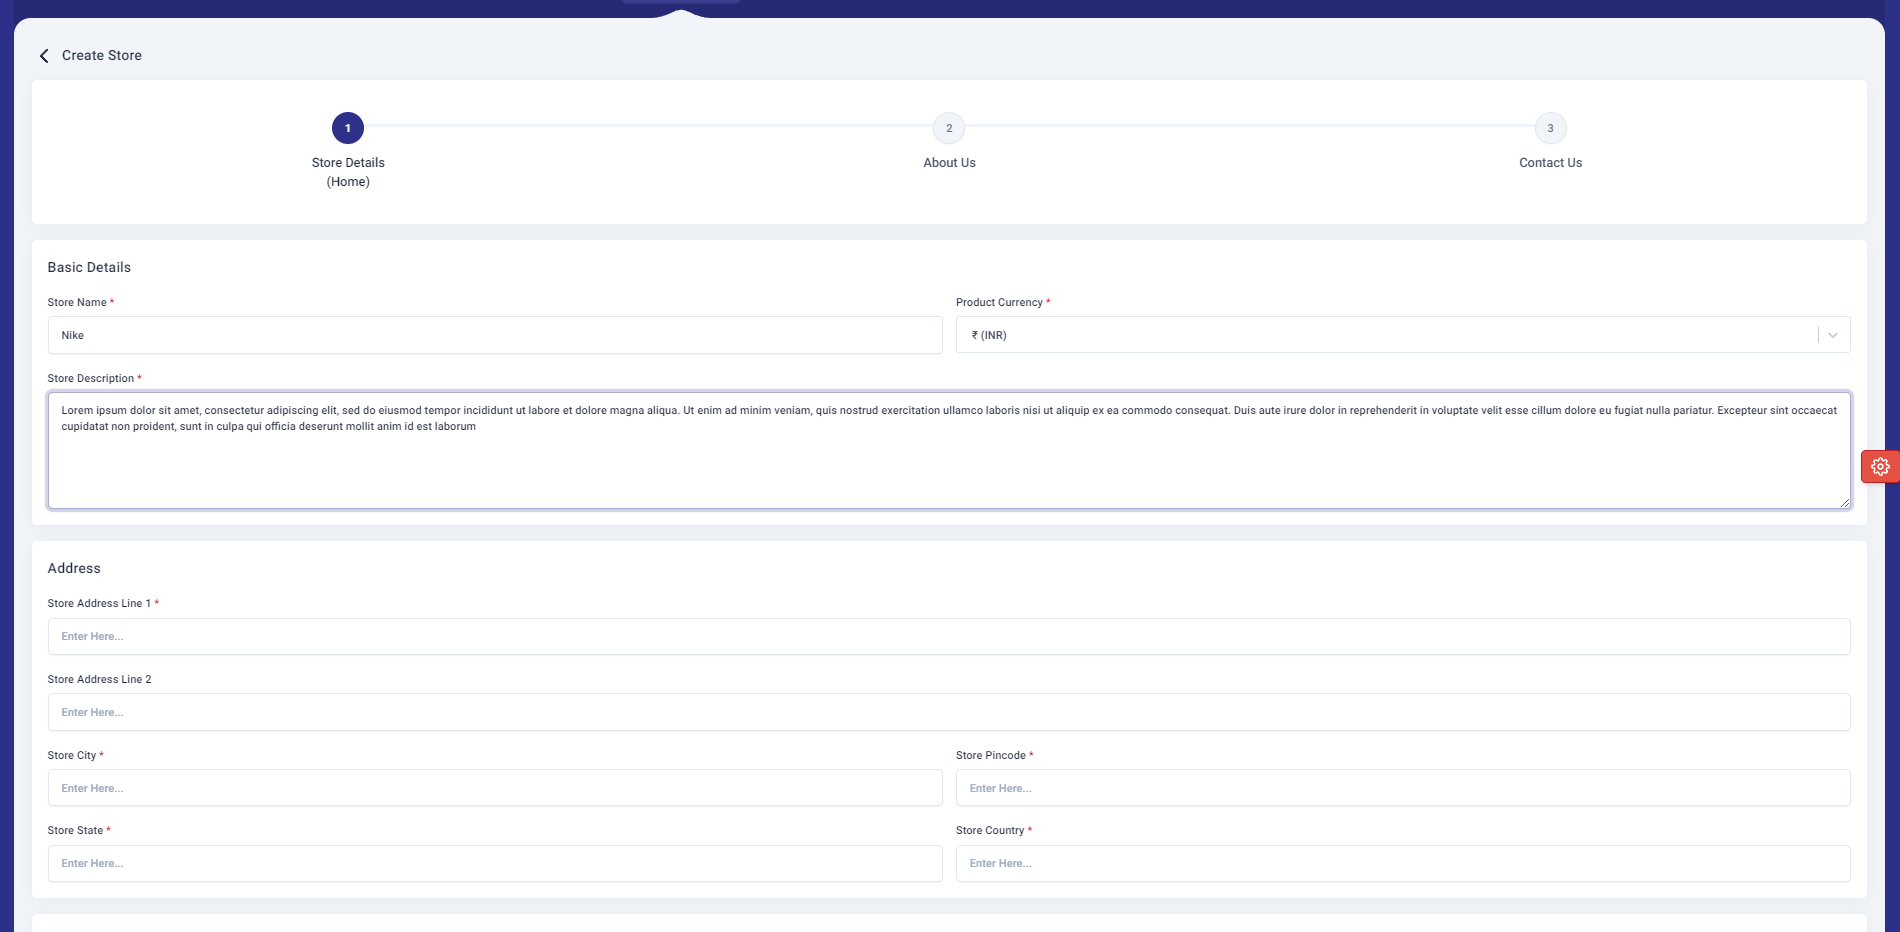 Create Store
1
2
3
Store Details
(Home)
About Us
Contact Us
Basic Details
Store Name *
Product Currency *
Nike
₹ (INR)
Store Description *
Lorem ipsum dolor sit amet, consectetur adipiscing elit, sed do eiusmod tempor incididunt ut labore et dolore magna aliqua. Ut enim ad minim veniam, quis nostrud exercitation ullamco laboris nisi ut aliquip ex ea commodo consequat. Duis aute irure dolor in reprehenderit in voluptate velit esse cillum dolore eu fugiat nulla pariatur. Excepteur sint occaecat
cupidatat non proident, sunt in culpa qui officia deserunt mollit anim id est laborum
Address
Store Address Line 1 *
Enter Here...
Store Address Line 2
Enter Here...
Store City *
Store Pincode *
Enter Here...
Enter Here...
Store State *
Store Country *
Enter Here...
Enter Here...